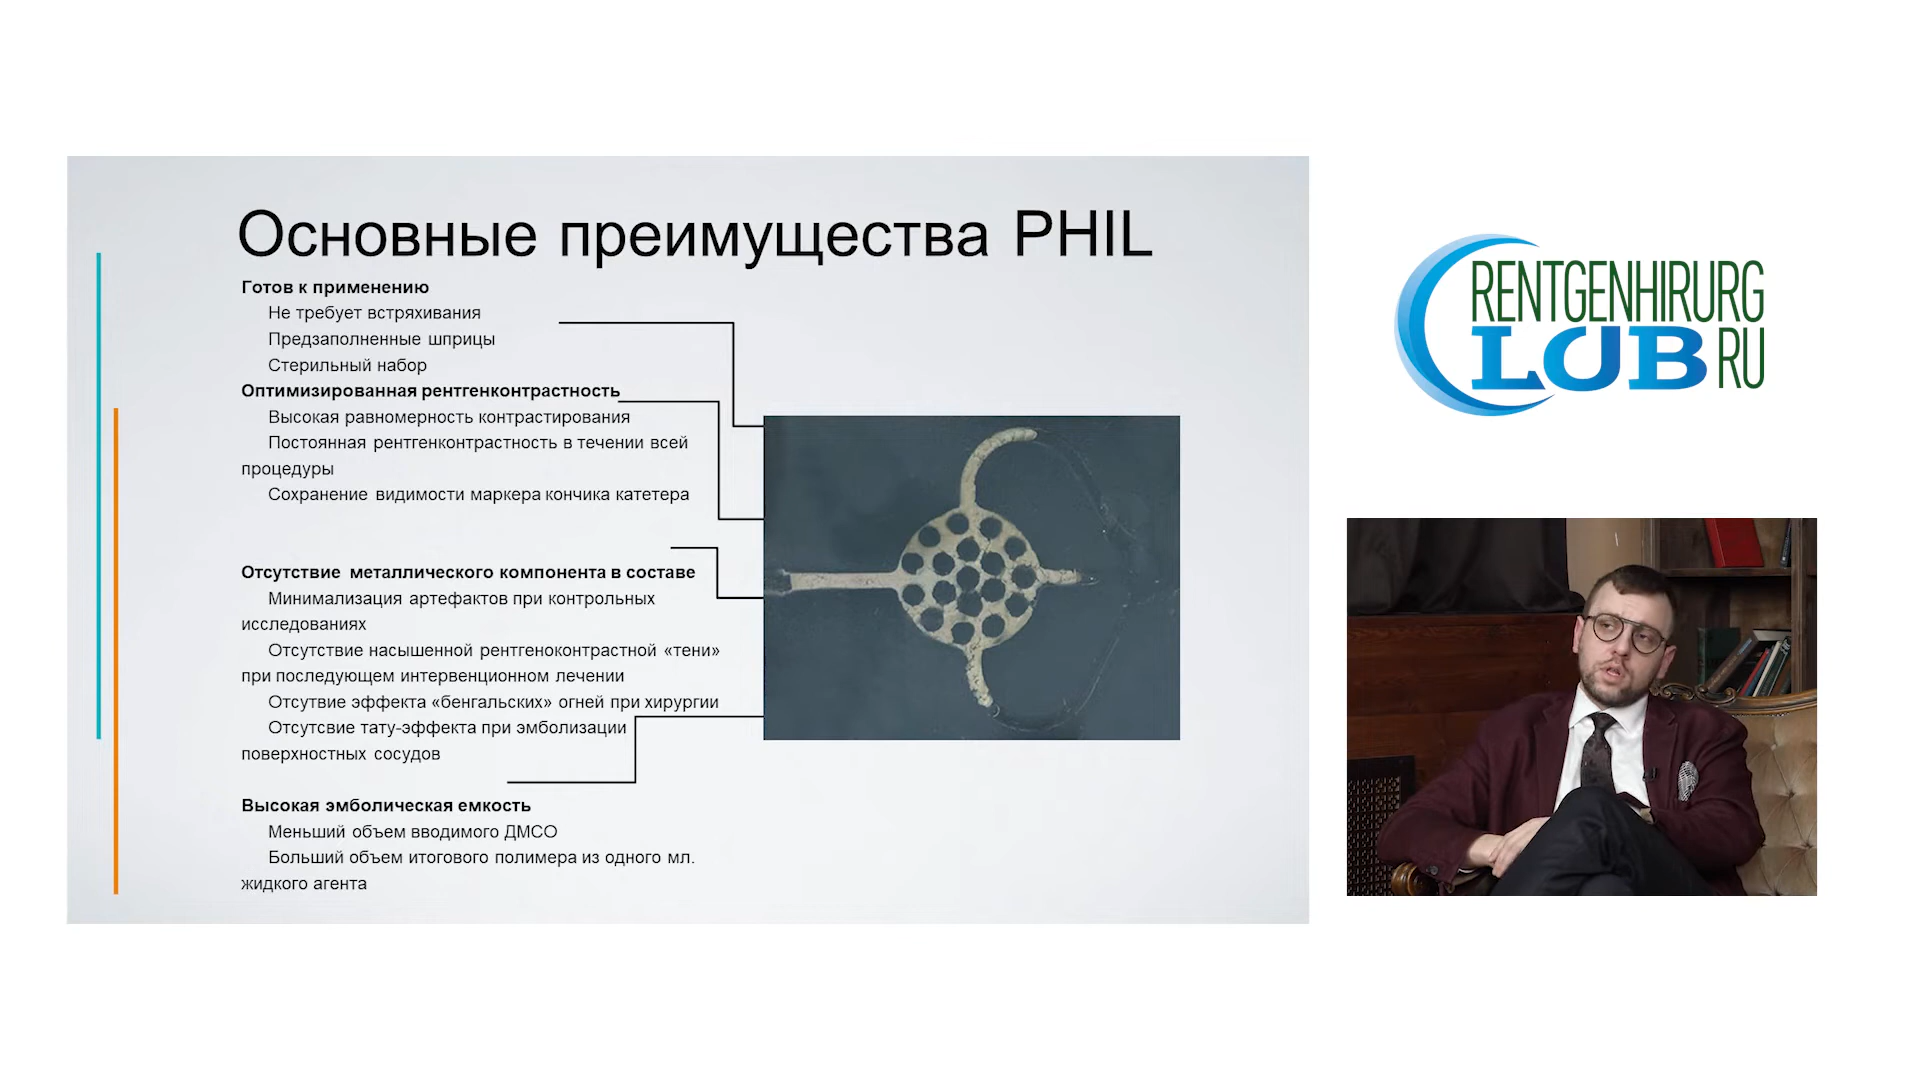 Основные преимущества PHIL
Готов к применению
Не требует встряхивания
Предзаполненные шприцы
Стерильный набор
Оптимизированная рентгенконтрастность
Высокая равномерность контрастирования
Постоянная рентгенконтрастность в течении всей
процедуры
Сохранение видимости маркера кончика катетера
Отсутствие металлического компонента в составе
Минимализация артефактов при контрольных
исследованиях
Отсутствие насышенной рентгеноконтрастной «тени»
при последующем интервенционном лечении
Отсутвие эффекта «бенгальских» огней при хирургии
Отсутсвие тату-эффекта при эмболизации
поверхностных сосудов
Высокая эмболическая емкость
Меньший объем вводимого ДМСО
Больший объем итогового полимера из одного мл.
жидкого агента
RENTGENHIRURG
CLUB RU